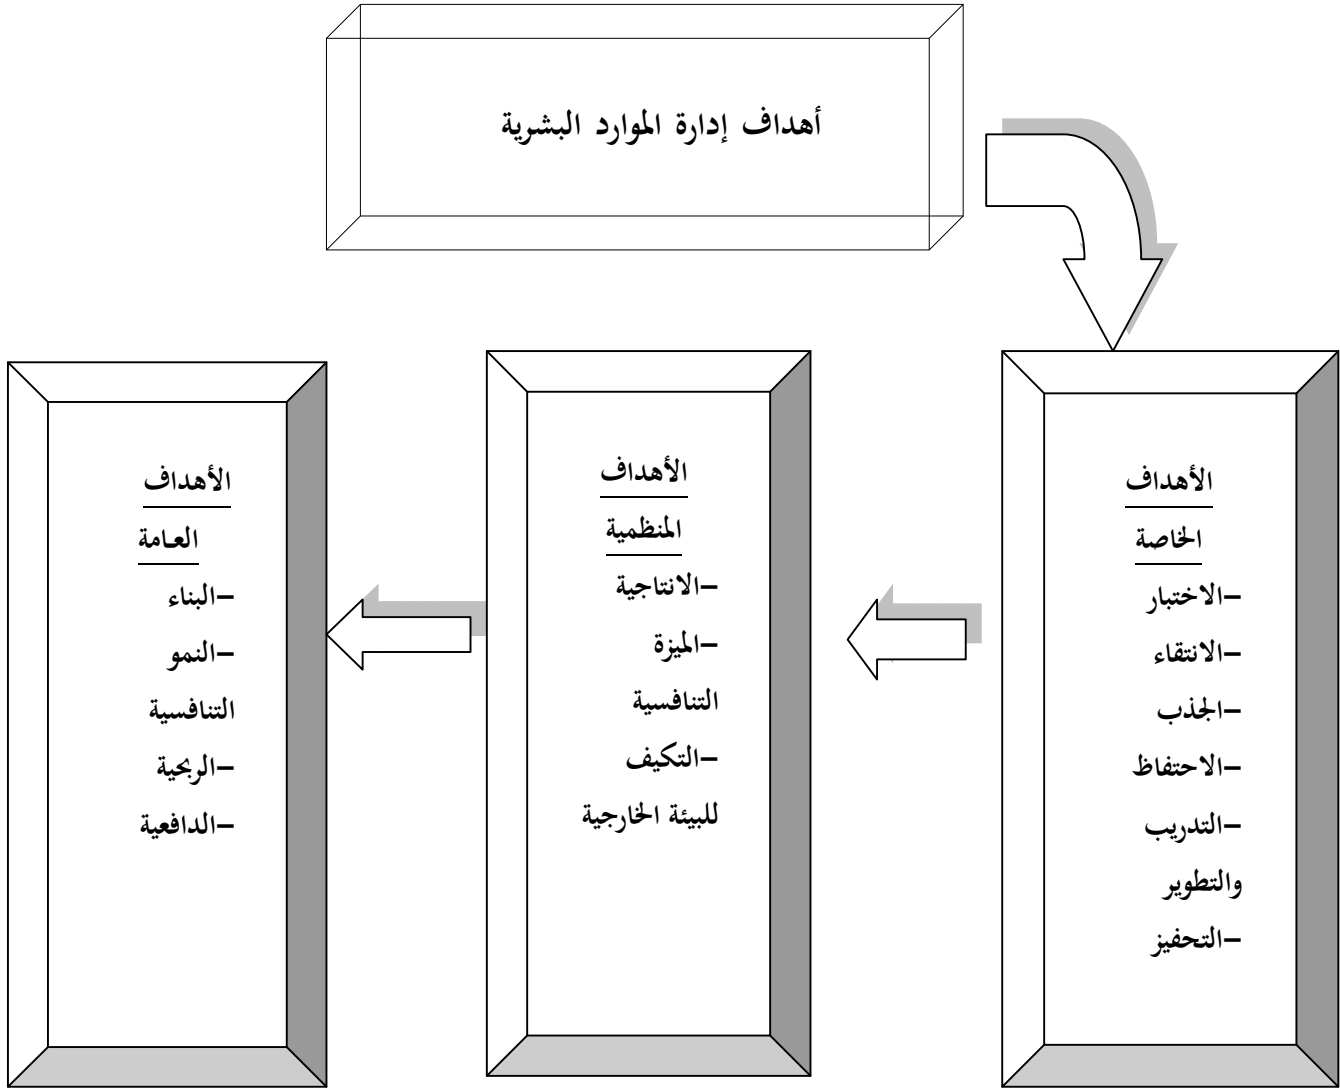 أهداف إدارة الموارد البشرية
الأهداف
الخاصة
–الاختبار
–الانتقاء
–الجذب
–الاحتفاظ
–التدريب
والتطوير
–التحفيز
الأهداف
المنظمية
–الانتاجية
–الميزة
التنافسية
–التكيف
للبيئة الخارجية
الأهداف
العامة
–البناء
–النمو
التنافسية
–الربحية
–الدافعية